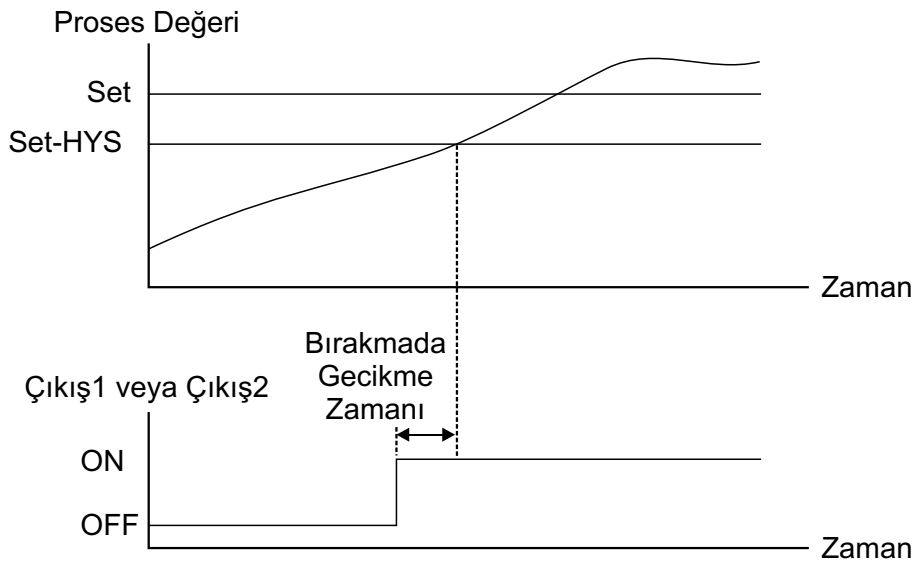 Proses Değeri
Set
Set-HYS
Zaman
Bırakmada
Gecikme
Zamanı
Çıkış1 veya Çıkış2
ON
OFF
Zaman